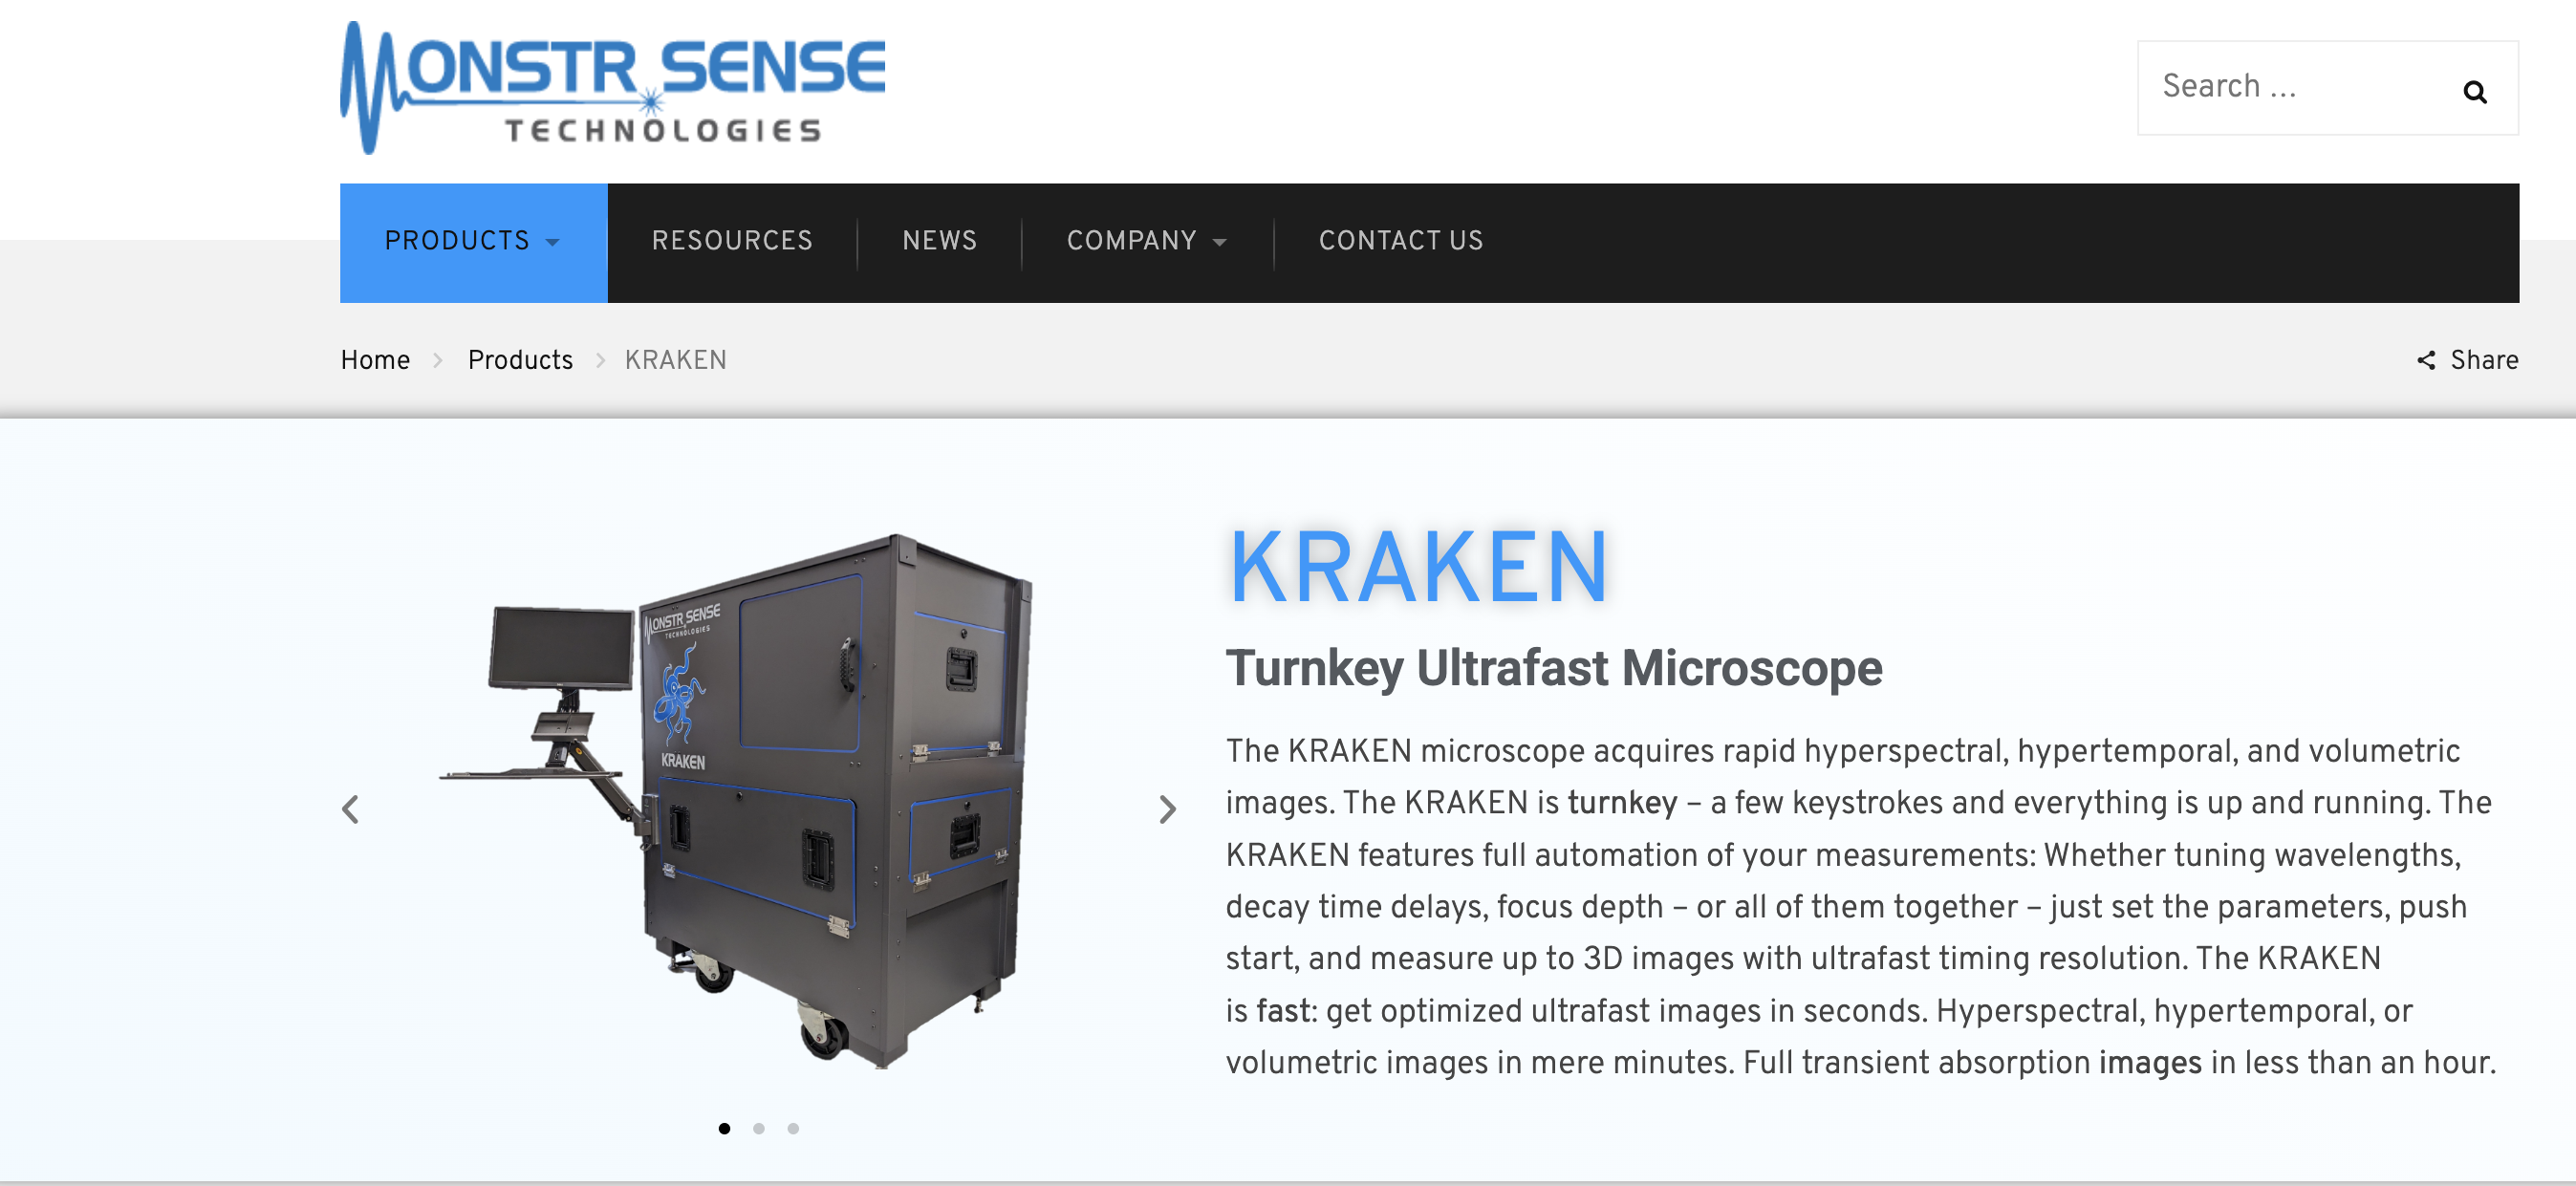 MONSTR SENSE
TECHNOLOGIES
Search ...
PRODUCTS
RESOURCES
NEWS
COMPANY
CONTACT US
Home > Products > KRAKEN
Share
MONSTR SENSE
TECHNOLOGIES
KRAKEN
KRAKEN
Turnkey Ultrafast Microscope
The KRAKEN microscope acquires rapid hyperspectral, hypertemporal, and volumetric
images. The KRAKEN is turnkey – a few keystrokes and everything is up and running. The
KRAKEN features full automation of your measurements: Whether tuning wavelengths,
decay time delays, focus depth – or all of them together – just set the parameters, push
start, and measure up to 3D images with ultrafast timing resolution. The KRAKEN
is fast: get optimized ultrafast images in seconds. Hyperspectral, hypertemporal, or
volumetric images in mere minutes. Full transient absorption images in less than an hour.